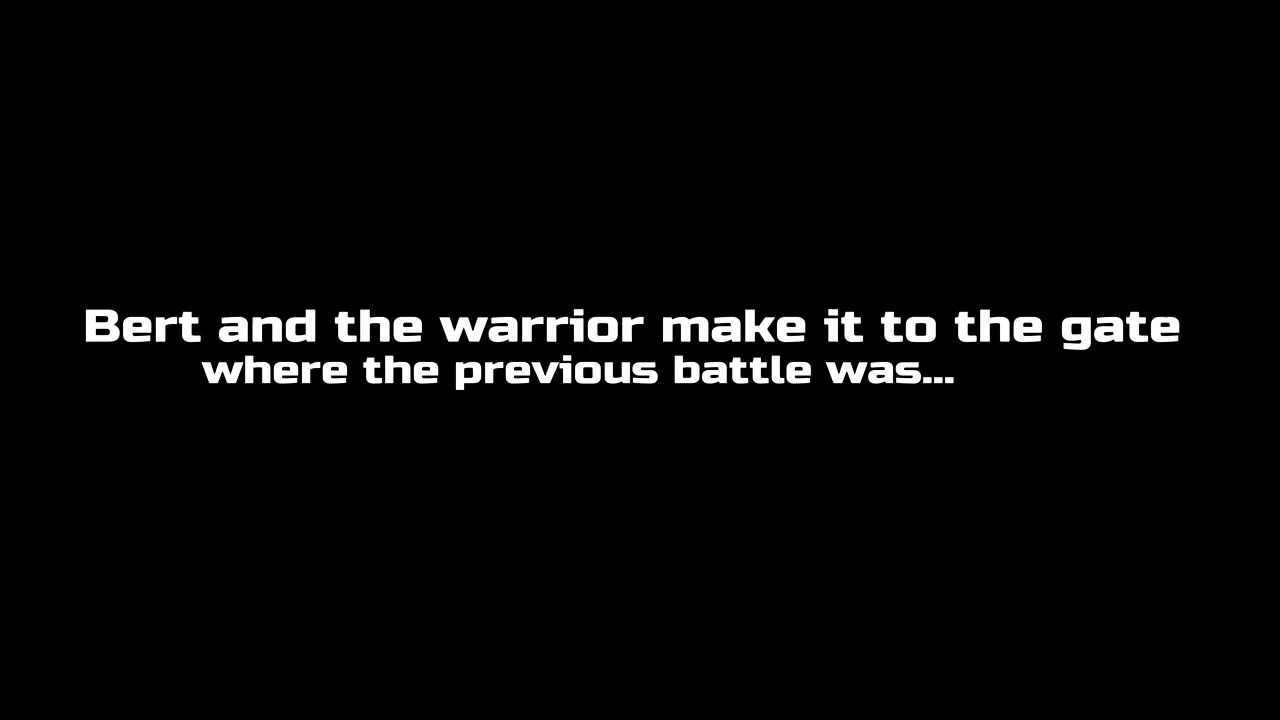 Bert and the warrior make it to the gate
where the previous battle was...